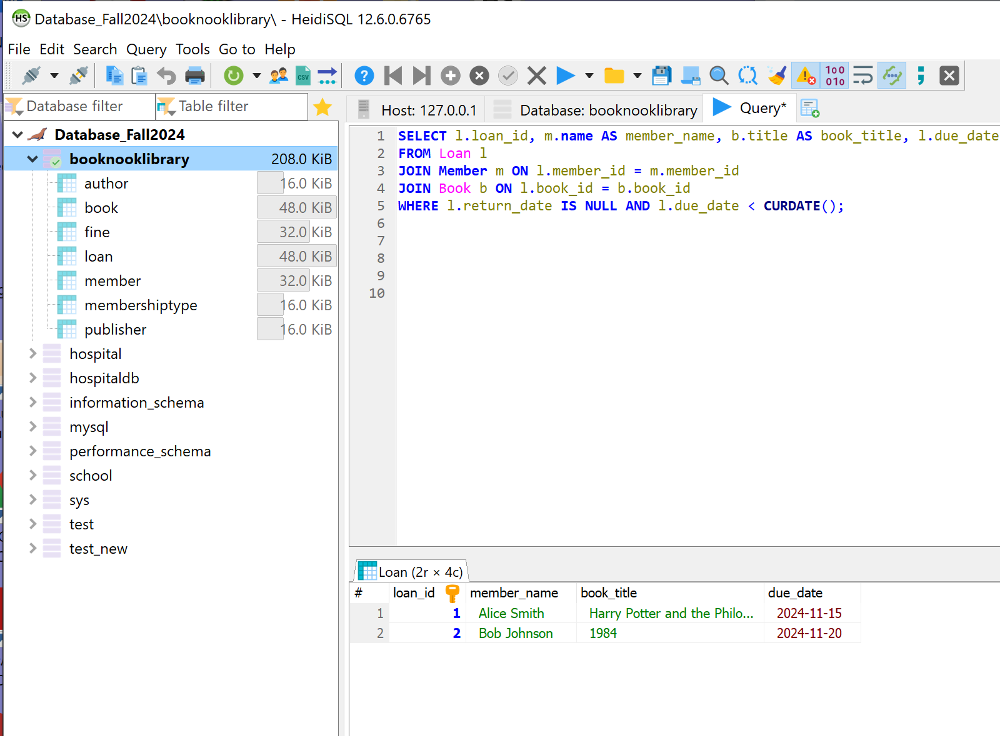 HS Database_Fall2024\booknooklibrary\ - HeidiSQL 12.6.0.6765
File Edit Search Query Tools Go to Help
CSV ? 100 010 ;
Database filter Table filter
Host: 127.0.0.1 Database: booknooklibrary Query*
Database_Fall2024
booknooklibrary 208.0 KiB
author 16.0 KiB
book 48.0 KiB
fine 32.0 KiB
loan 48.0 KiB
member 32.0 KiB
membershiptype 16.0 KiB
publisher 16.0 KiB
hospital
hospitaldb
information_schema
mysql
performance_schema
school
sys
test
test_new
1 SELECT l.loan_id, m.name AS member_name, b.title AS book_title, l.due_date
2 FROM Loan l
3 JOIN Member m ON l.member_id = m.member_id
4 JOIN Book b ON l.book_id = b.book_id
5 WHERE l.return_date IS NULL AND l.due_date < CURDATE();
6
7
8
9
10
Loan (2r × 4c)
# loan_id member_name book_title due_date
1 1 Alice Smith Harry Potter and the Philo... 2024-11-15
2 2 Bob Johnson 1984 2024-11-20